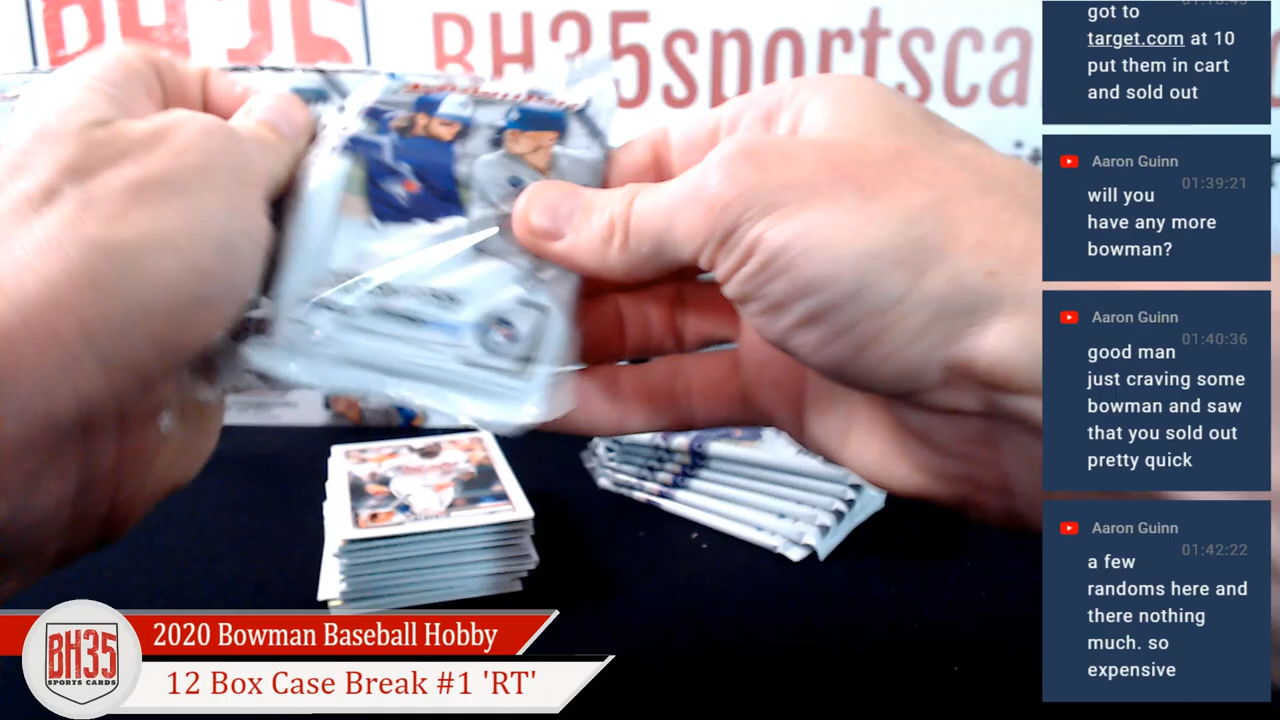 BH35
BH35sportsca
got to
target.com at 10
put them in cart
and sold out
Aaron Guinn
01:39:21
will you
have any more
bowman?
Aaron Guinn
01:40:36
good man
just craving some
bowman and saw
that you sold out
pretty quick
Aaron Guinn
01:42:22
a few
randoms here and
there nothing
much. so
expensive
BH35
SPORTS CARDS
2020 Bowman Baseball Hobby
12 Box Case Break #1 'RT'